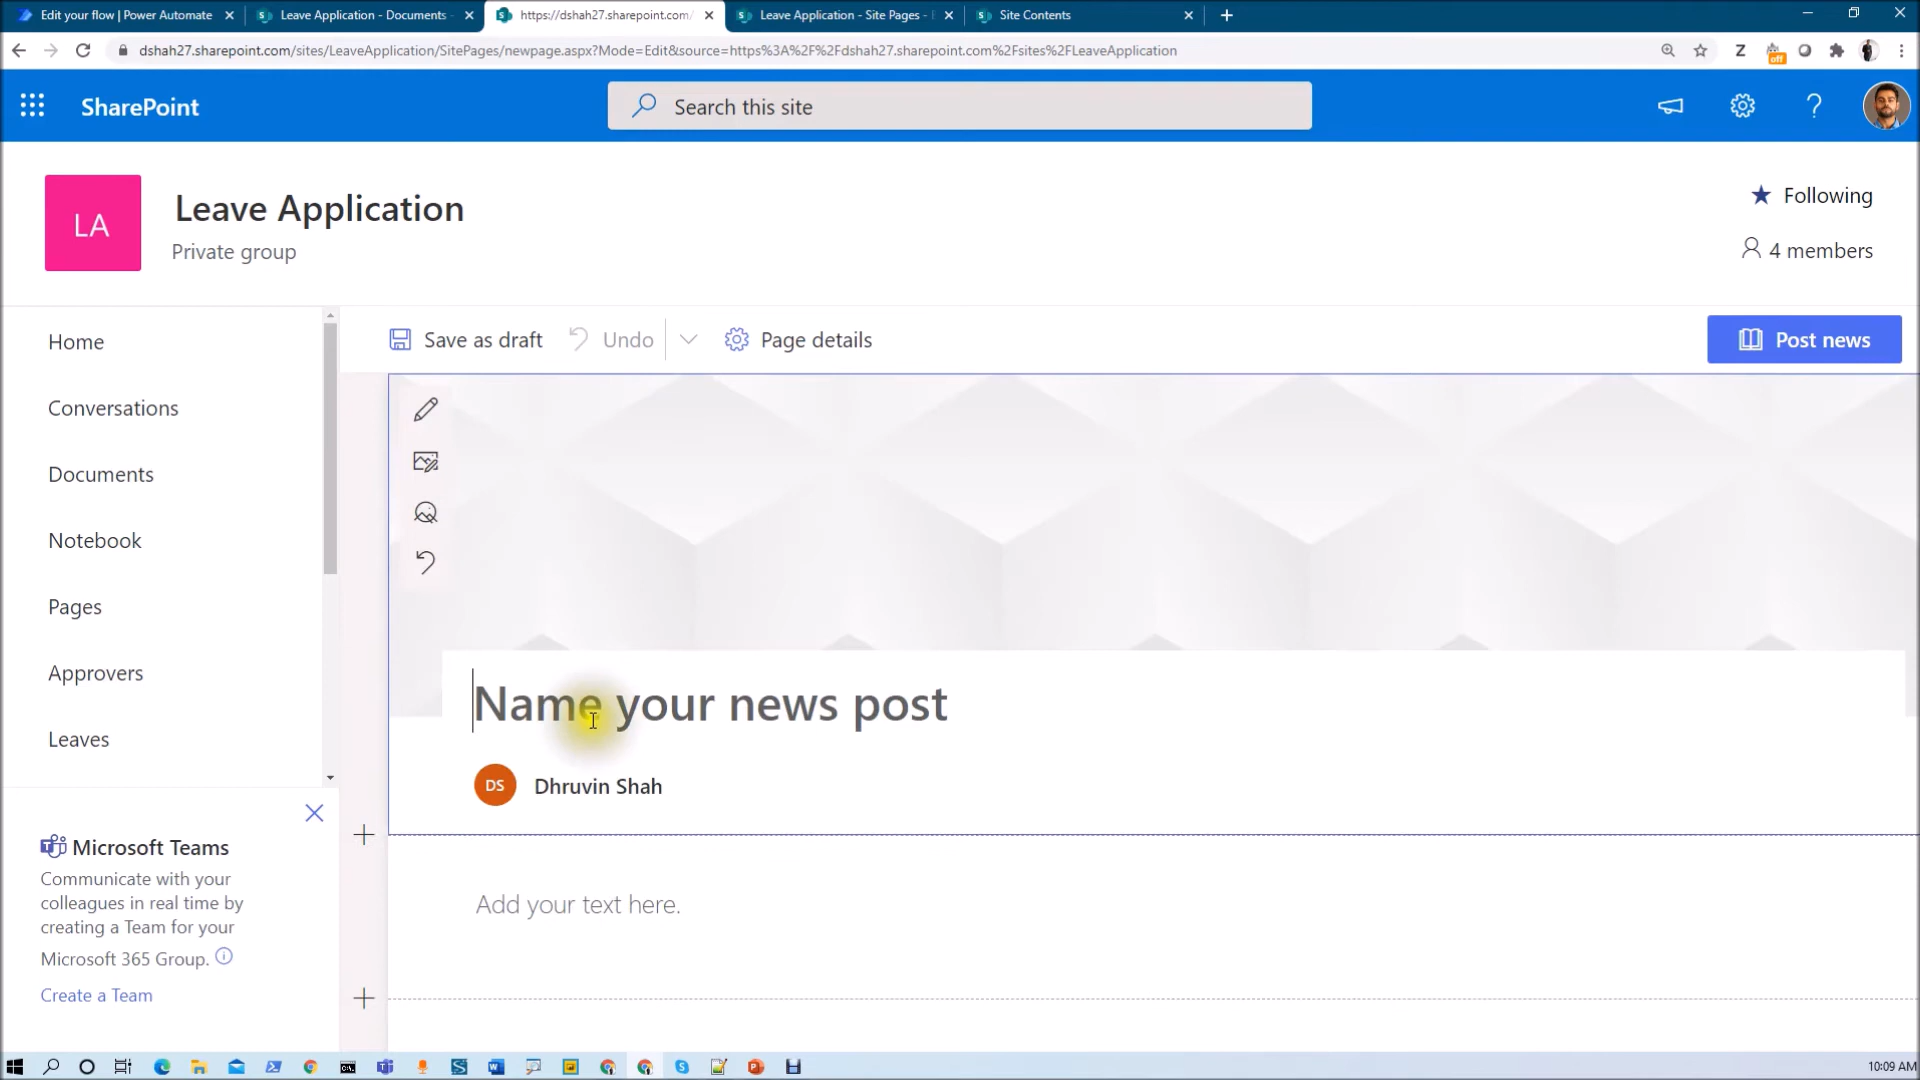 Edit your flow | Power Automate
Leave Application - Documents -
https://dshah27.sharepoint.com/
Leave Application - Site Pages -
Site Contents
dshah27.sharepoint.com/sites/LeaveApplication/SitePages/newpage.aspx?Mode=Edit&source=https%3A%2F%2Fdshah27.sharepoint.com%2Fsites%2FLeaveApplication
Z
off
SharePoint
Search this site
LA
Leave Application
Private group
Following
4 members
Home
Conversations
Documents
Notebook
Pages
Approvers
Leaves
Save as draft
Undo
Page details
Post news
Name your news post
DS
Dhruvin Shah
Add your text here.
Microsoft Teams
Communicate with your
colleagues in real time by
creating a Team for your
Microsoft 365 Group.
Create a Team
10:09 AM